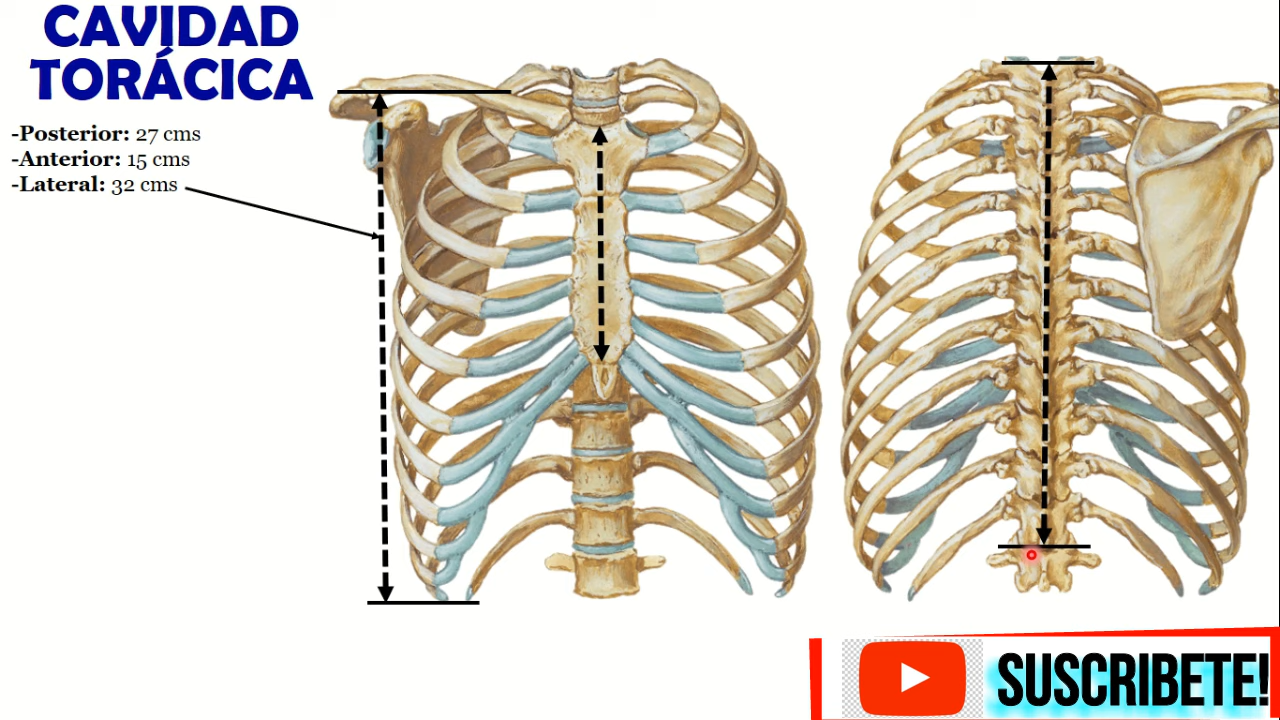 CAVIDAD
TORÁCICA
-Posterior: 27 cms
-Anterior: 15 cms
-Lateral: 32 cms
SUSCRIBETE!